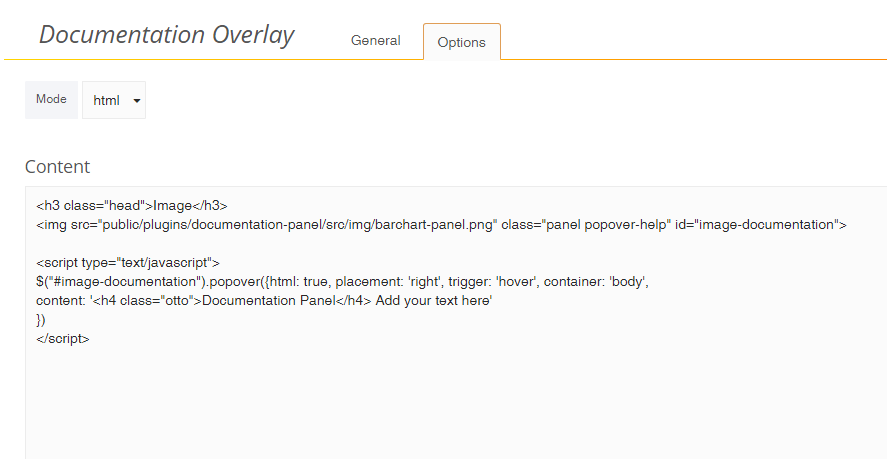 Documentation Overlay General Options
Mode html
Content
<h3 class="head">Image</h3>
<img src="public/plugins/documentation-panel/src/img/barchart-panel.png" class="panel popover-help" id="image-documentation">
<script type="text/javascript">
$("#image-documentation").popover({html: true, placement: 'right', trigger: 'hover', container: 'body',
content: '<h4 class="otto">Documentation Panel</h4> Add your text here'
})
</script>